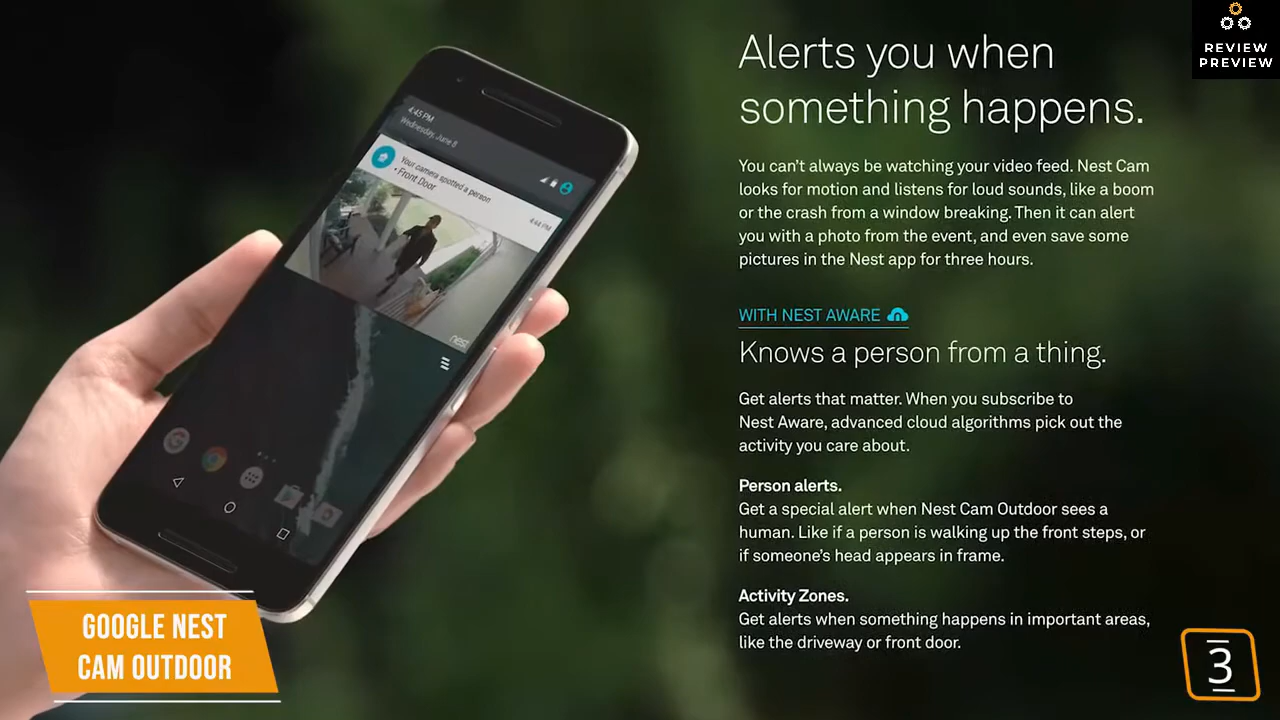 REVIEW
PREVIEW
Alerts you when
something happens.
You can't always be watching your video feed. Nest Cam
looks for motion and listens for loud sounds, like a boom
or the crash from a window breaking. Then it can alert
you with a photo from the event, and even save some
pictures in the Nest app for three hours.
WITH NEST AWARE
Knows a person from a thing.
Get alerts that matter. When you subscribe to
Nest Aware, advanced cloud algorithms pick out the
activity you care about.
Person alerts.
Get a special alert when Nest Cam Outdoor sees a
human. Like if a person is walking up the front steps, or
if someone's head appears in frame.
Activity Zones.
Get alerts when something happens in important areas,
like the driveway or front door.
4:45 PM
Wednesday, June 8
Your camera spotted a person
• Front Door
4:44 PM
nest
G
GOOGLE NEST
CAM OUTDOOR
3